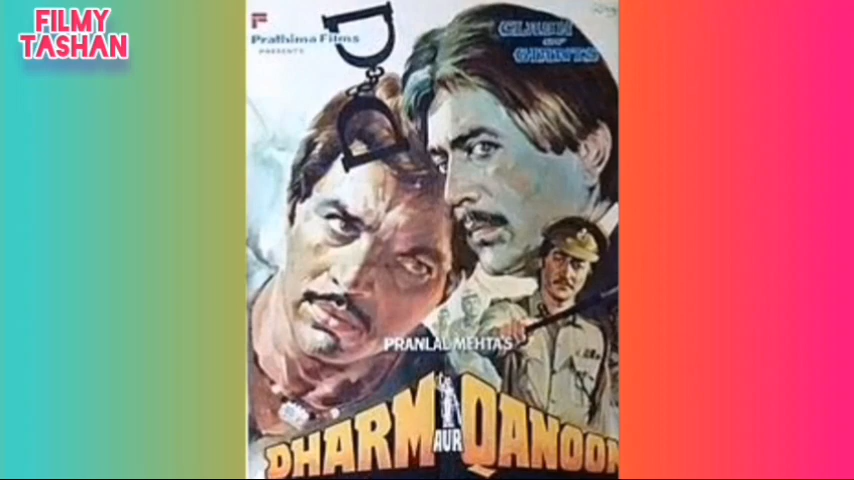 FILMY
TASHAN
F
Prathima Films
PRESENTS
CLASH
OF
GIANTS
PRANLAL MEHTA'S
DHARM AUR QANOON